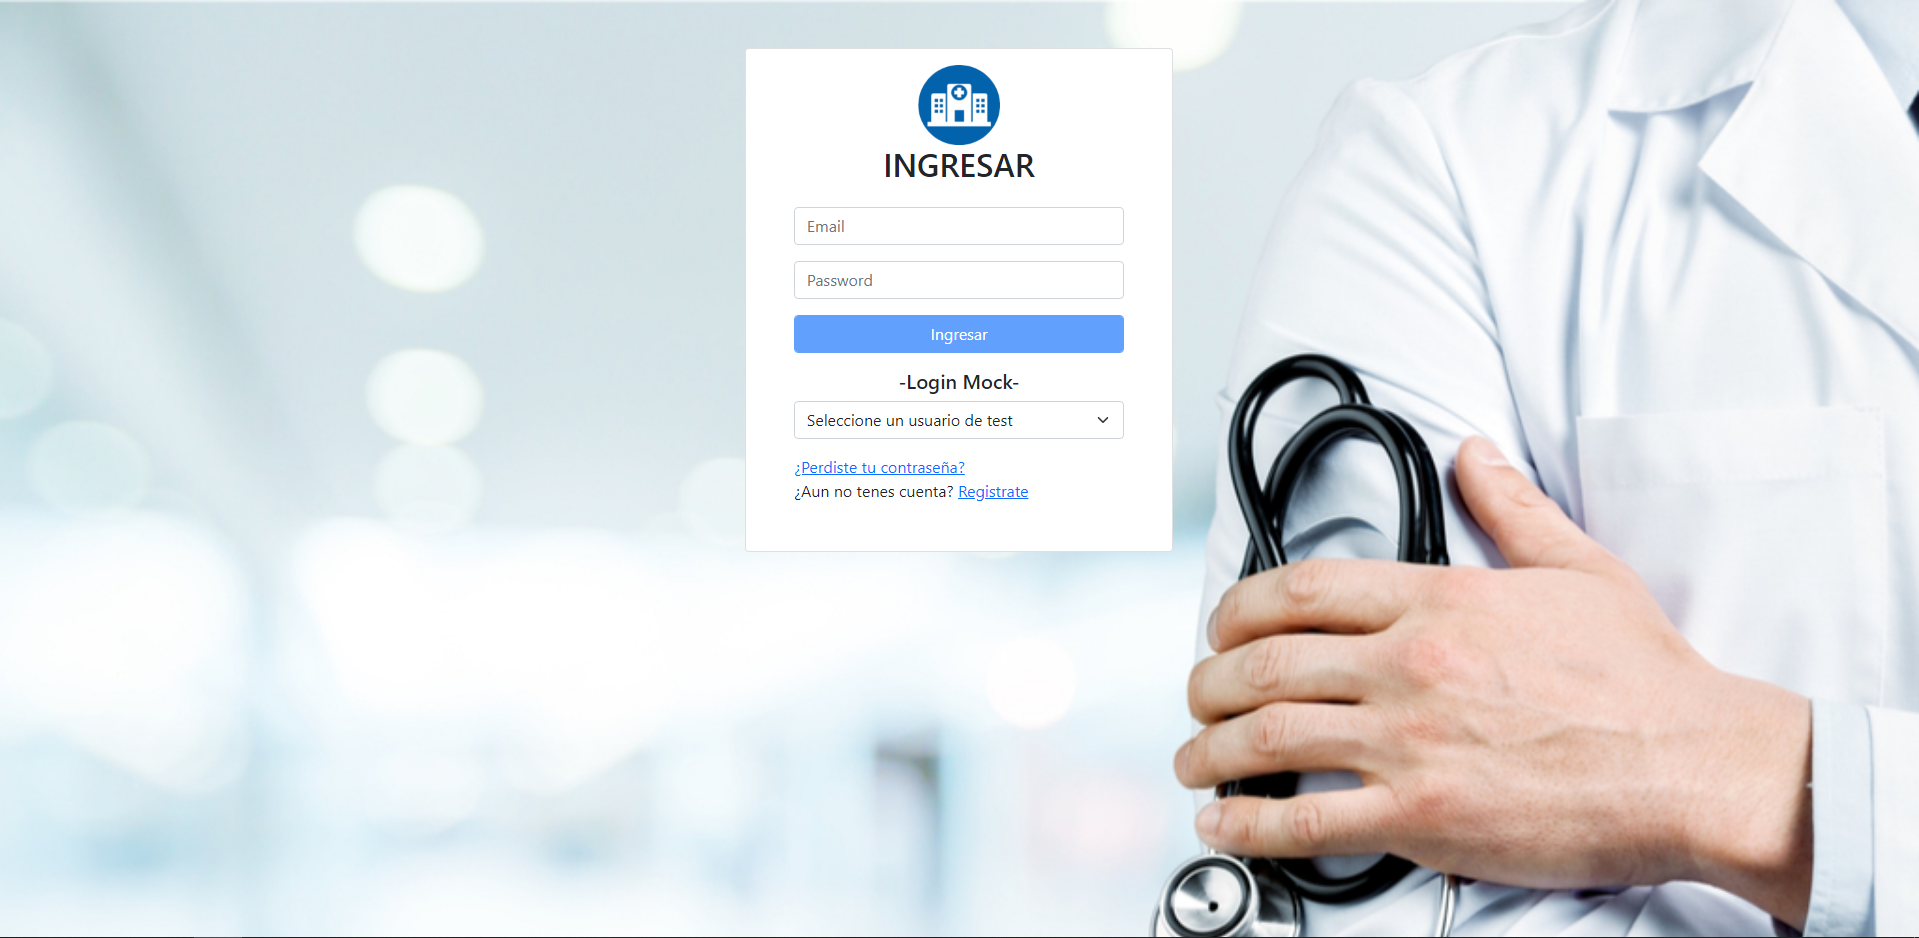 INGRESAR
Email
Password
Ingresar
-Login Mock-
Seleccione un usuario de test
¿Perdiste tu contraseña?
¿Aun no tenes cuenta? Registrate